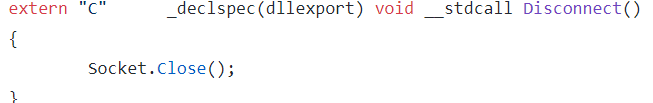 extern "C" _declspec(dllexport) void __stdcall Disconnect()
{
Socket.Close();
}